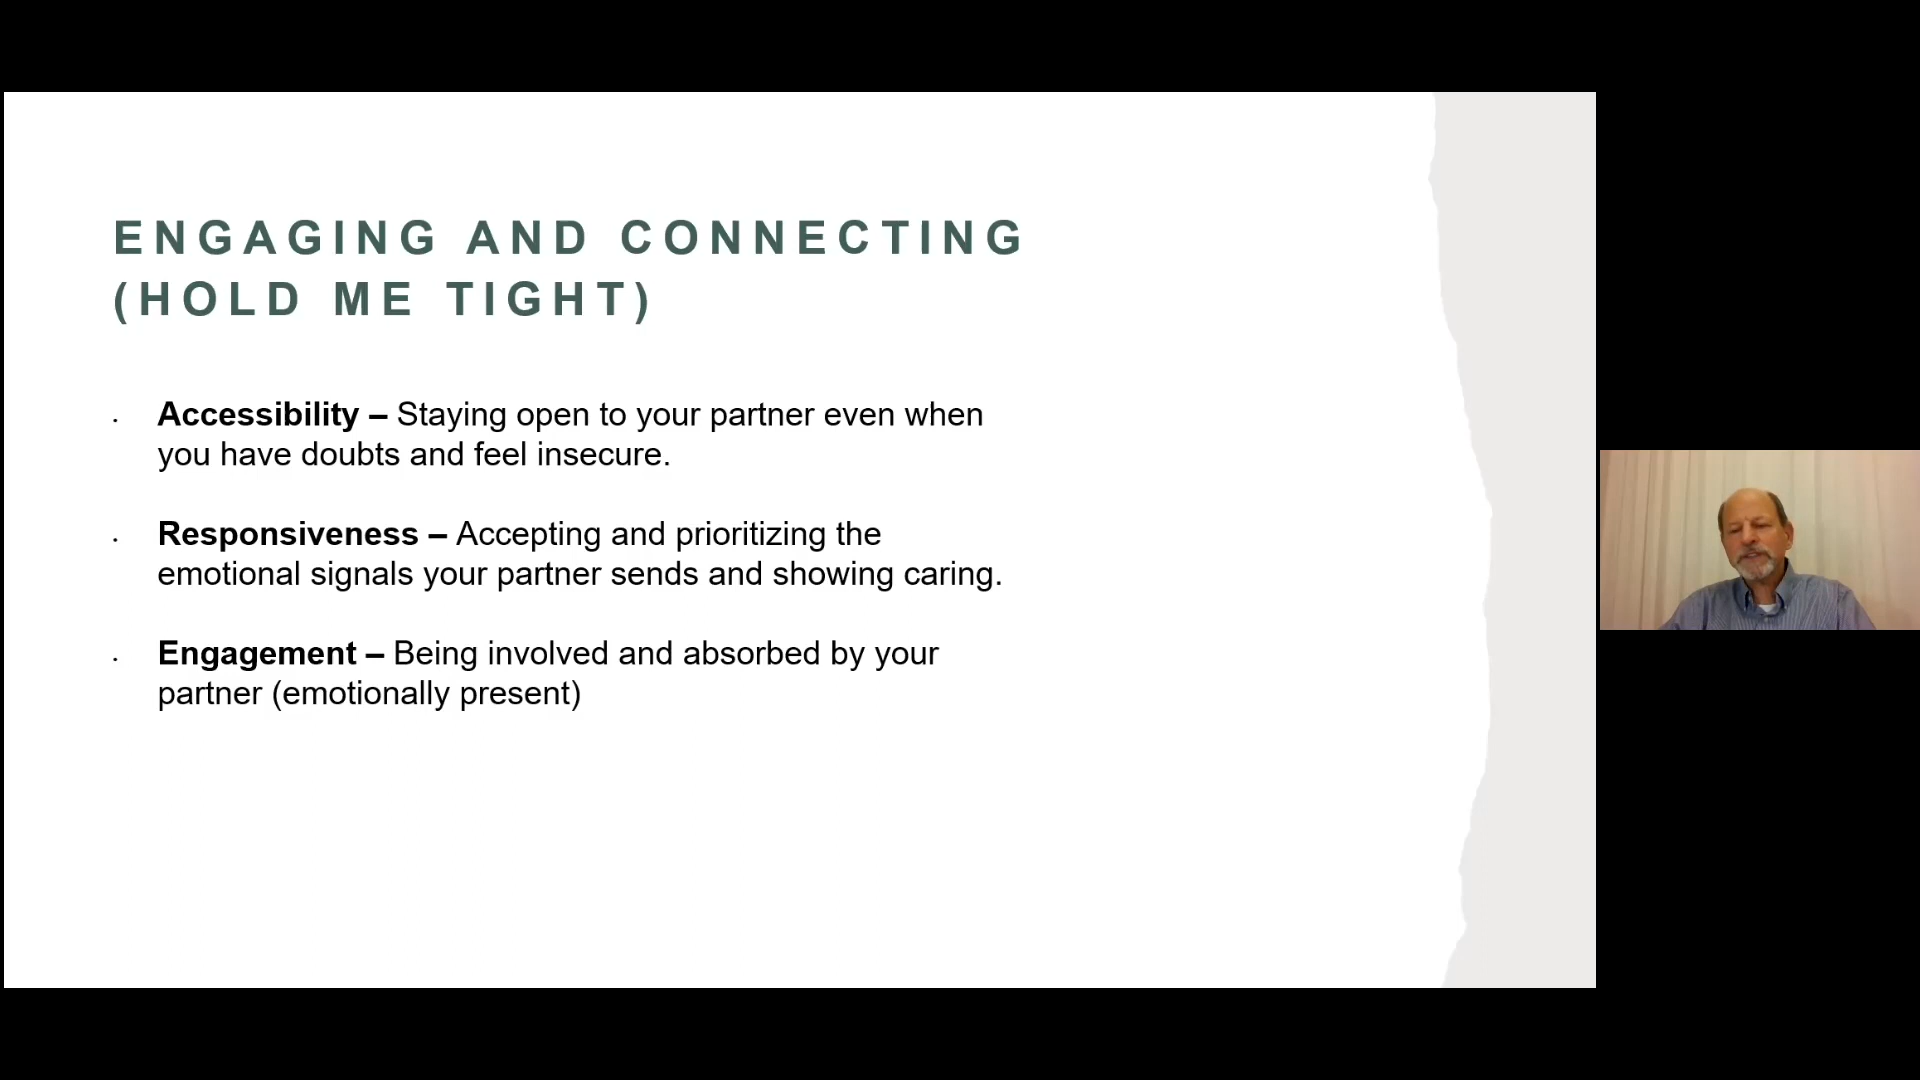 ENGAGING AND CONNECTING
(HOLD ME TIGHT)
· Accessibility – Staying open to your partner even when
you have doubts and feel insecure.
· Responsiveness – Accepting and prioritizing the
emotional signals your partner sends and showing caring.
· Engagement – Being involved and absorbed by your
partner (emotionally present)